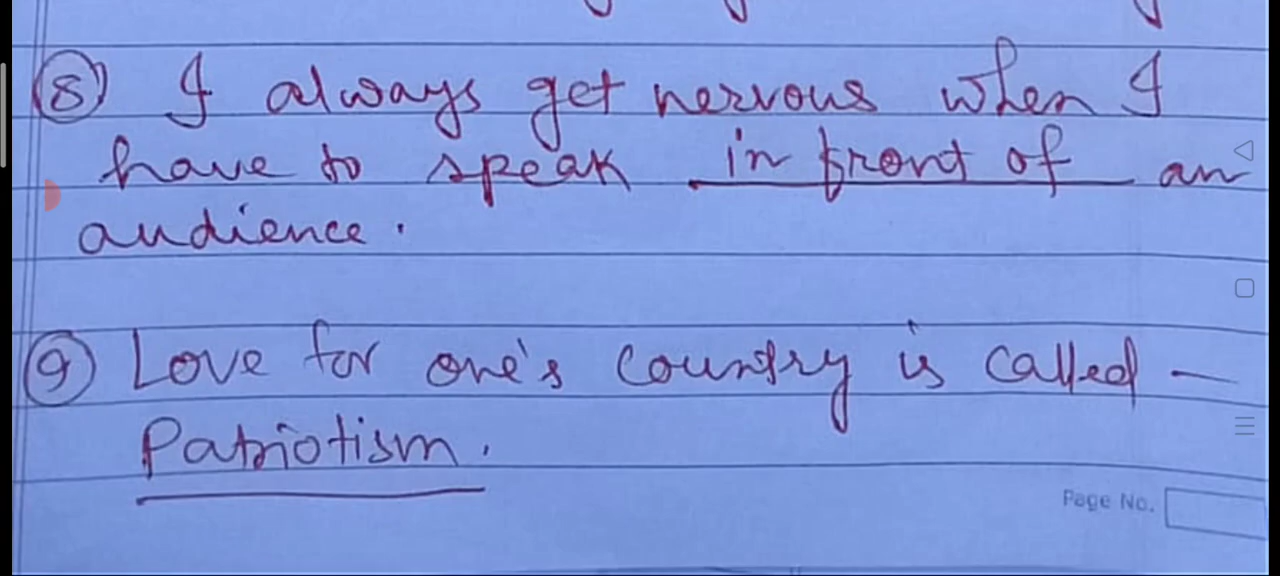 8) I always get nervous when I
have to speak in front of an
audience.
9 Love for one's country is called —
Patriotism.
Page No.